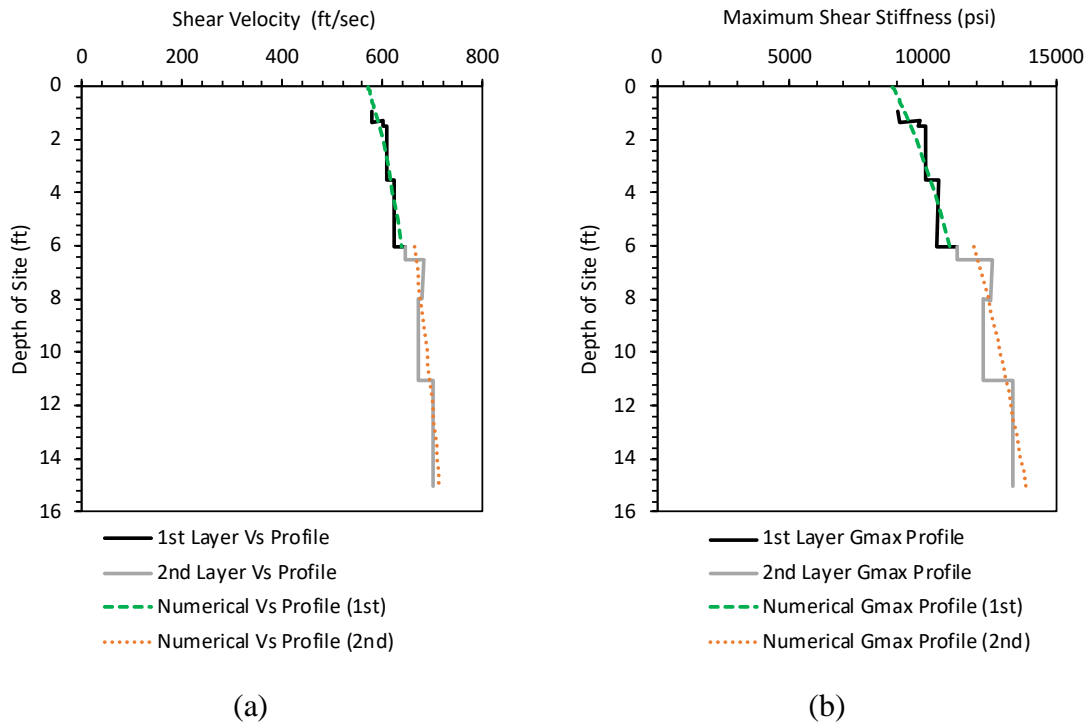 Shear Velocity (ft/sec)
0 200 400 600 800
0
2
4
6
8
10
12
14
16
Depth of Site (ft)
1st Layer Vs Profile
2nd Layer Vs Profile
Numerical Vs Profile (1st)
Numerical Vs Profile (2nd)
(a)
Maximum Shear Stiffness (psi)
0 5000 10000 15000
0
2
4
6
8
10
12
14
16
Depth of Site (ft)
1st Layer Gmax Profile
2nd Layer Gmax Profile
Numerical Gmax Profile (1st)
Numerical Gmax Profile (2nd)
(b)